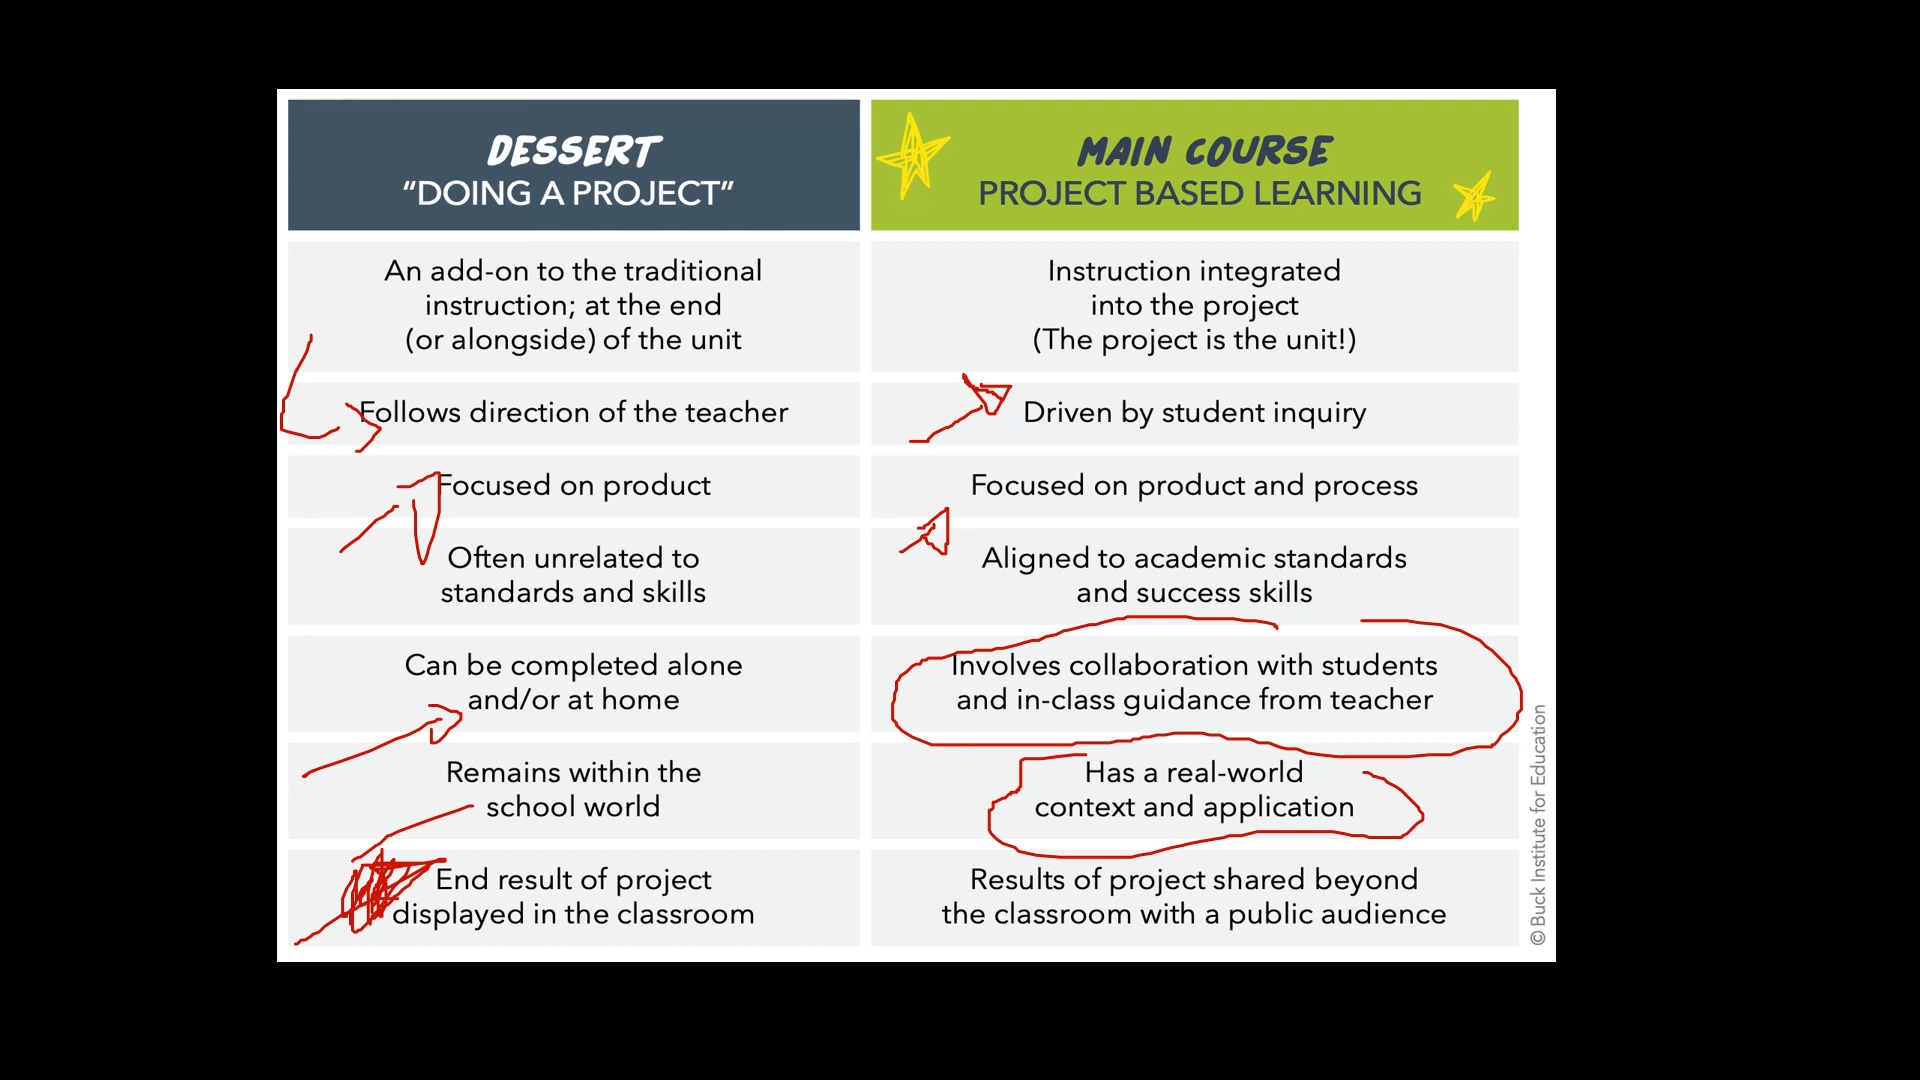 DESSERT
“DOING A PROJECT”
MAIN COURSE
PROJECT BASED LEARNING
An add-on to the traditional
instruction; at the end
(or alongside) of the unit
Instruction integrated
into the project
(The project is the unit!)
Follows direction of the teacher
Driven by student inquiry
Focused on product
Focused on product and process
Often unrelated to
standards and skills
Aligned to academic standards
and success skills
Can be completed alone
and/or at home
Involves collaboration with students
and in-class guidance from teacher
Remains within the
school world
Has a real-world
context and application
End result of project
displayed in the classroom
Results of project shared beyond
the classroom with a public audience
© Buck Institute for Education